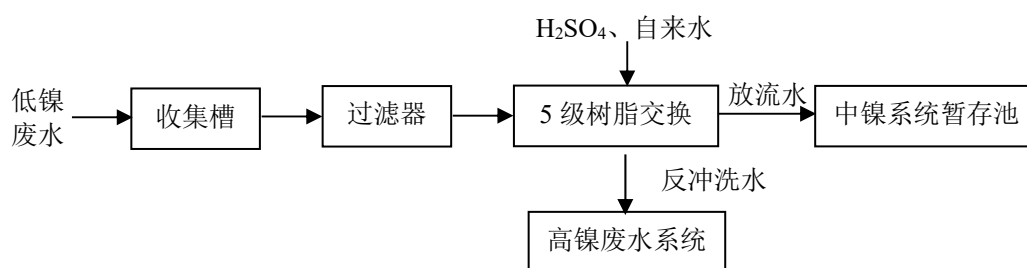 H₂SO₄、自来水
低镍
废水
收集槽
过滤器
5 级树脂交换
放流水
中镍系统暂存池
反冲洗水
高镍废水系统